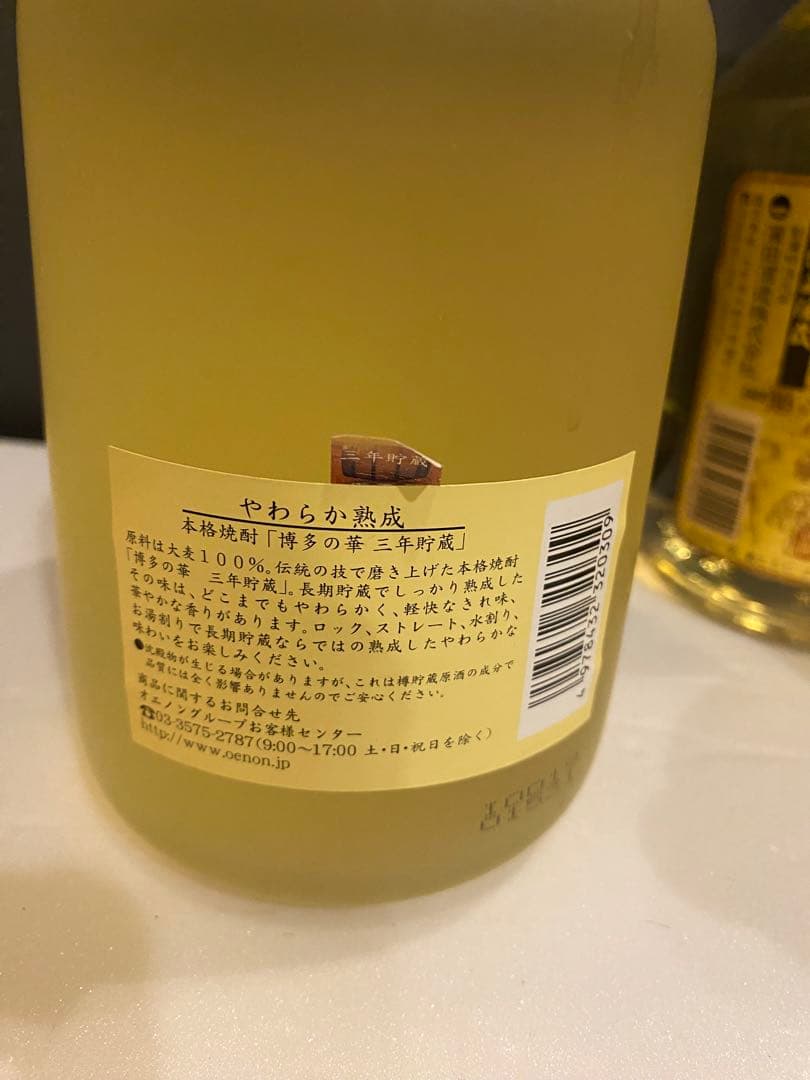 三年貯蔵
やわらか熟成
本格焼酎「博多の華 三年貯蔵」
原料は大麦100%。伝統の技で磨き上げた本格焼酎
「博多の華 三年貯蔵」。長期貯蔵でしっかり熟成した
その味は、どこまでもやわらかく、軽快なきれ味、
華やかな香りがあります。ロック、ストレート、水割り、
お湯割りで長期貯蔵ならではの熟成したやわらかな
味わいをお楽しみください。
●沈殿物が生じる場合がありますが、これは樽貯蔵原酒の成分で
品質には全く影響ありませんのでご安心ください。
商品に関するお問合せ先
オエノングループお客様センター
☎03-3575-2787(9:00〜17:00 土・日・祝日を除く)
http://www.oenon.jp
4 978432 320309